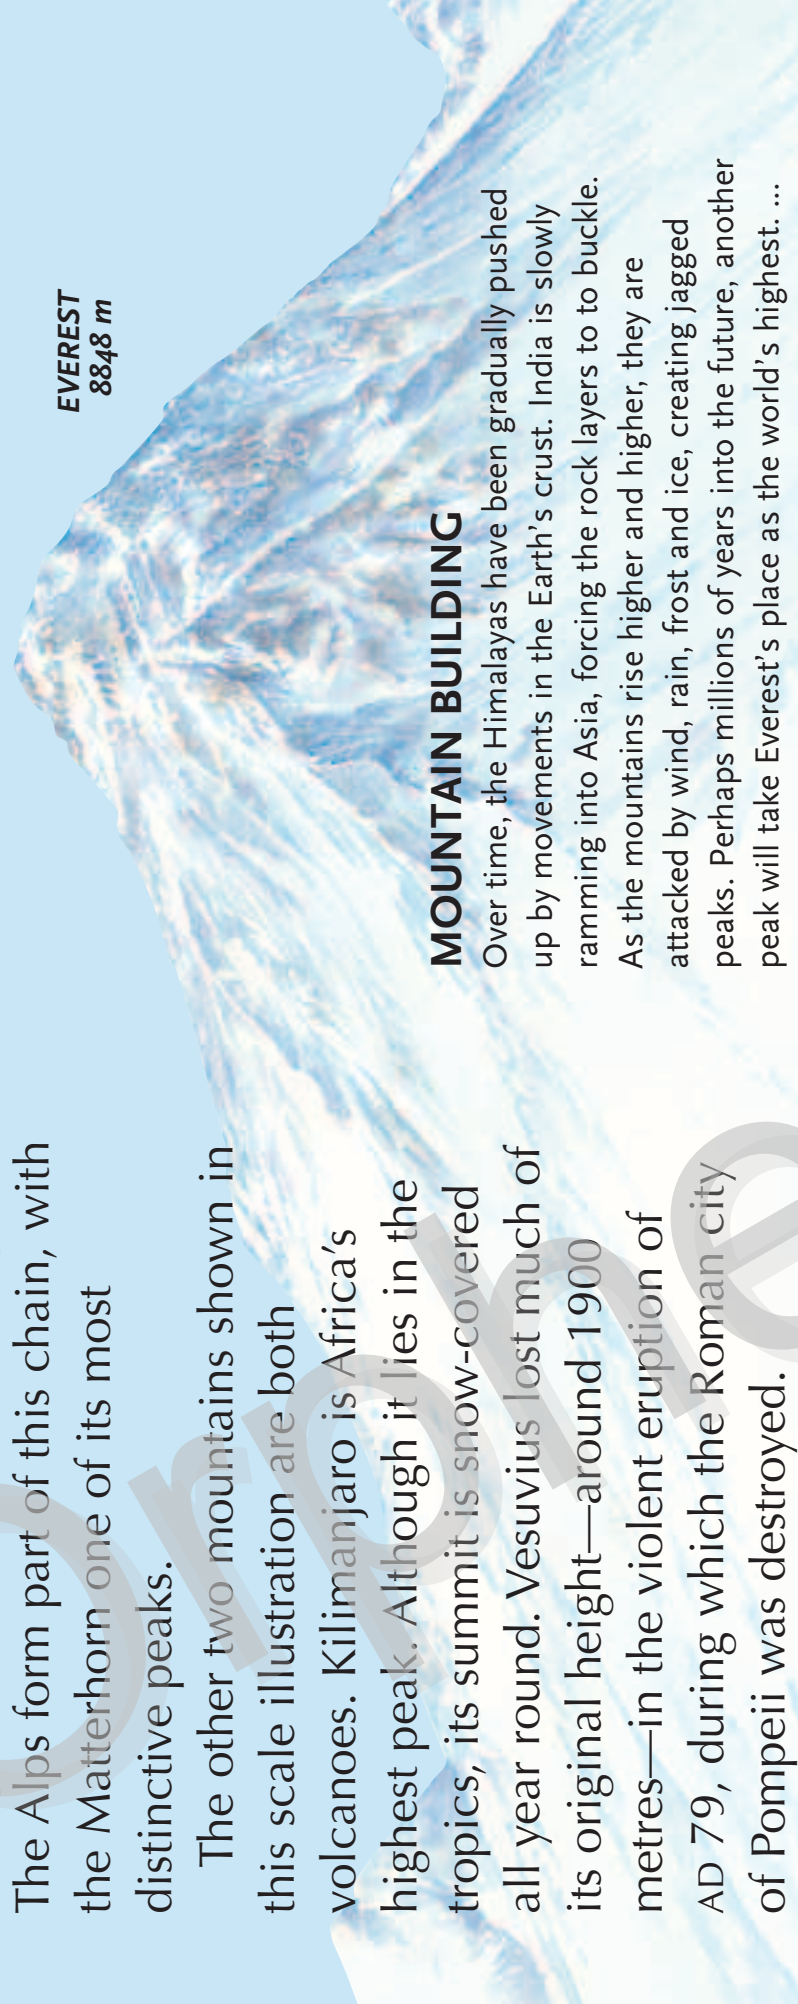 The Alps form part of this chain, with
the Matterhorn one of its most
distinctive peaks.
The other two mountains shown in
this scale illustration are both
volcanoes. Kilimanjaro is Africa's
highest peak. Although it lies in the
tropics, its summit is snow-covered
all year round. Vesuvius lost much of
its original height—around 1900
metres—in the violent eruption of
AD 79, during which the Roman city
of Pompeii was destroyed.
EVEREST
8848 m
MOUNTAIN BUILDING
Over time, the Himalayas have been gradually pushed
up by movements in the Earth's crust. India is slowly
ramming into Asia, forcing the rock layers to to buckle.
As the mountains rise higher and higher, they are
attacked by wind, rain, frost and ice, creating jagged
peaks. Perhaps millions of years into the future, another
peak will take Everest's place as the world's highest. ...
Orphe